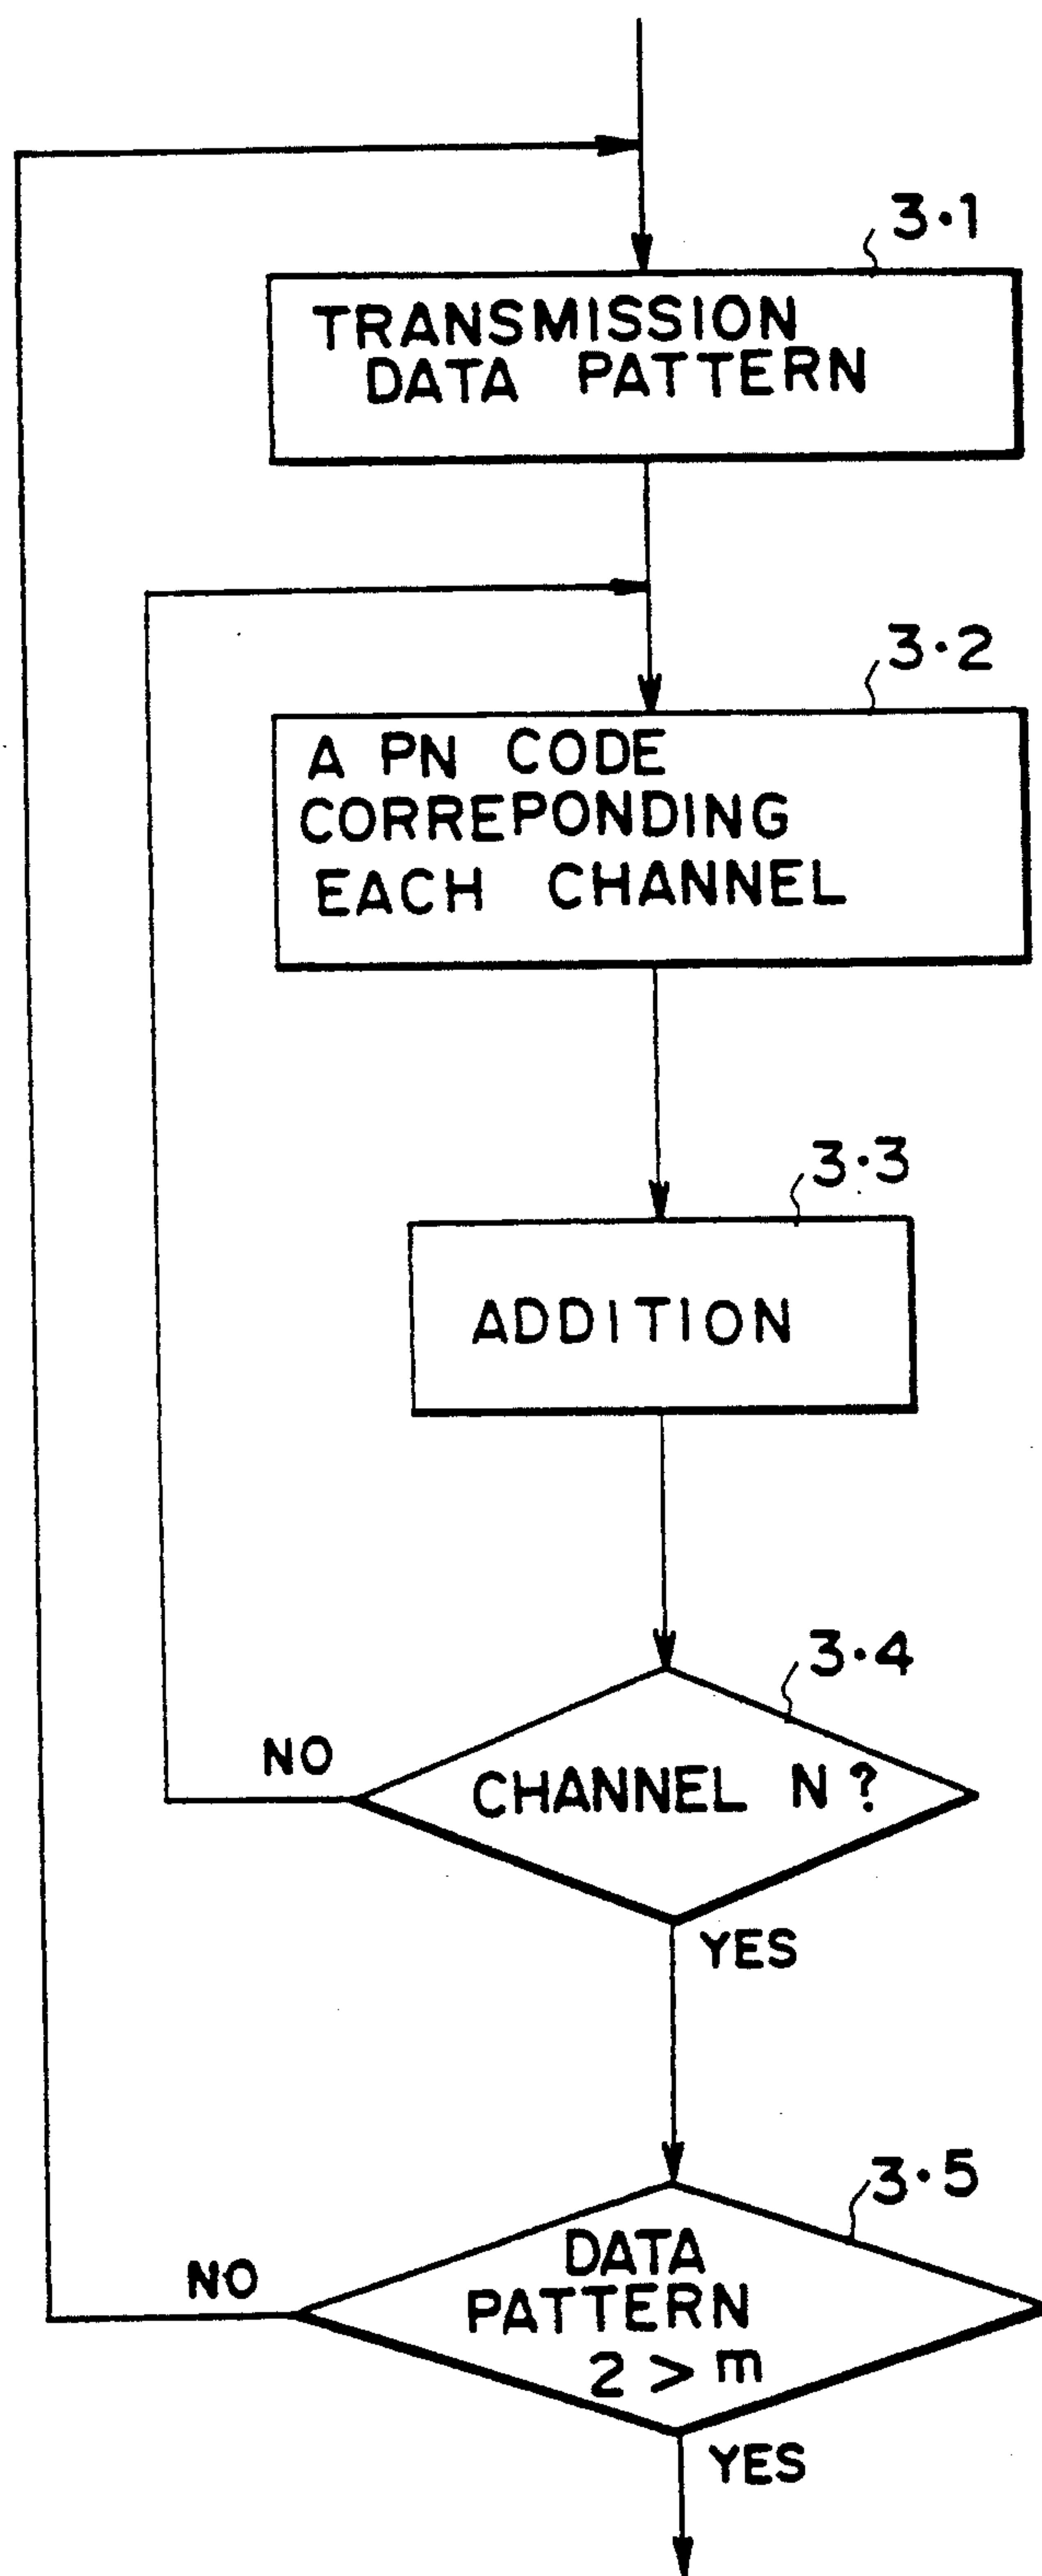 3·1
TRANSMISSION
DATA PATTERN
3·2
A PN CODE
CORREPONDING
EACH CHANNEL
3·3
ADDITION
3·4
NO
CHANNEL N ?
YES
3·5
NO
DATA
PATTERN
2 > m
YES